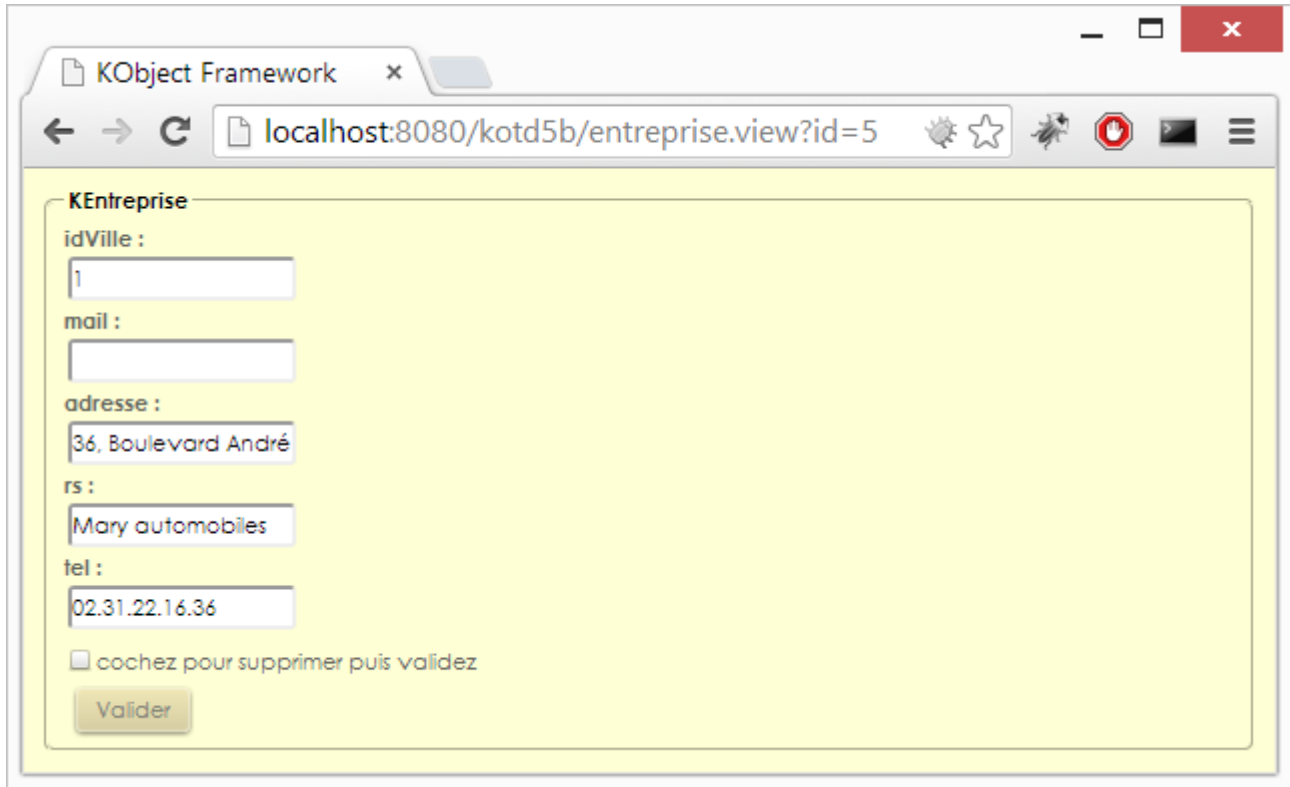 KObject Framework
localhost:8080/kotd5b/entreprise.view?id=5
KEntreprise
idVille :
1
mail :
adresse :
36, Boulevard André
rs :
Mary automobiles
tel :
02.31.22.16.36
cochez pour supprimer puis validez
Valider